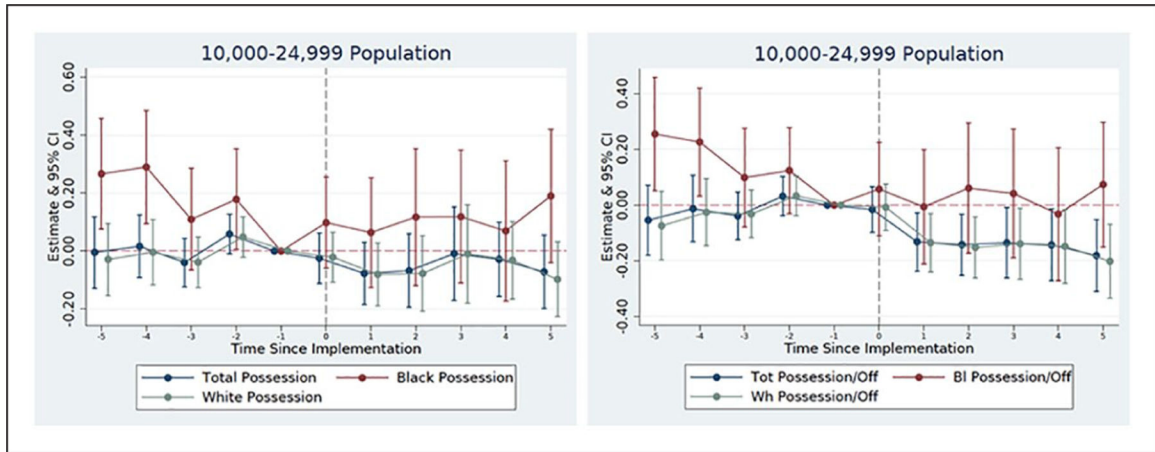 10,000-24,999 Population
Estimate & 95% CI
0.60
0.40
0.20
0.00
-0.20
-5 -4 -3 -2 -1 0 1 2 3 4 5
Time Since Implementation
Total Possession Black Possession
White Possession
10,000-24,999 Population
Estimate & 95% CI
0.40
0.20
0.00
-0.20
-0.40
-5 -4 -3 -2 -1 0 1 2 3 4 5
Time Since Implementation
Tot Possession/Off Bl Possession/Off
Wh Possession/Off